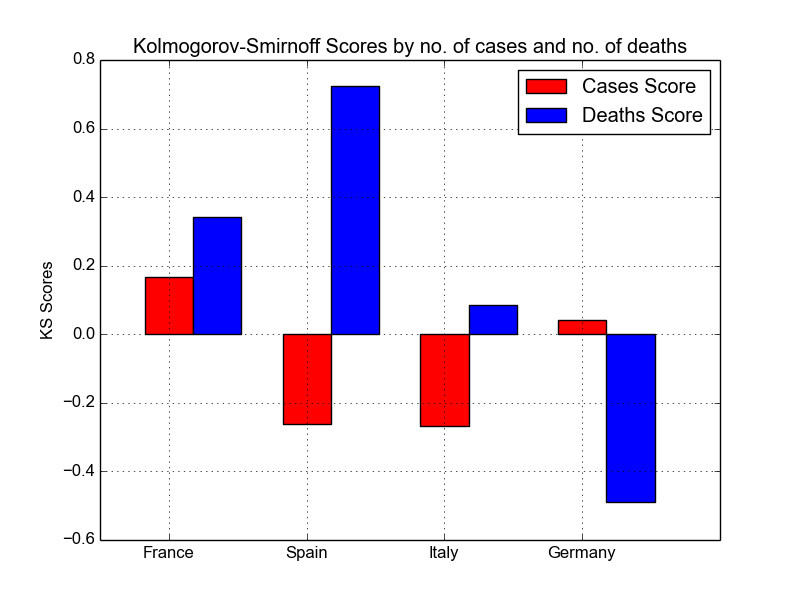 Kolmogorov-Smirnoff Scores by no. of cases and no. of deaths
Cases Score
Deaths Score
KS Scores
0.8
0.6
0.4
0.2
0.0
−0.2
−0.4
−0.6
France Spain Italy Germany